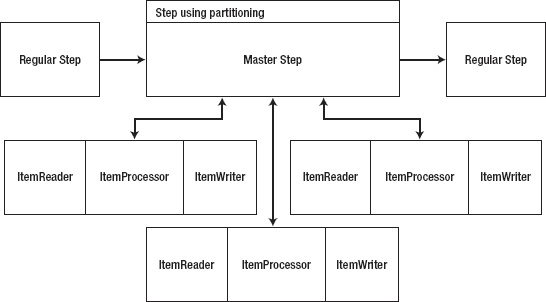 Step using partitioning
Regular Step
Master Step
Regular Step
ItemReader
ItemProcessor
ItemWriter
ItemReader
ItemProcessor
ItemWriter
ItemReader
ItemProcessor
ItemWriter